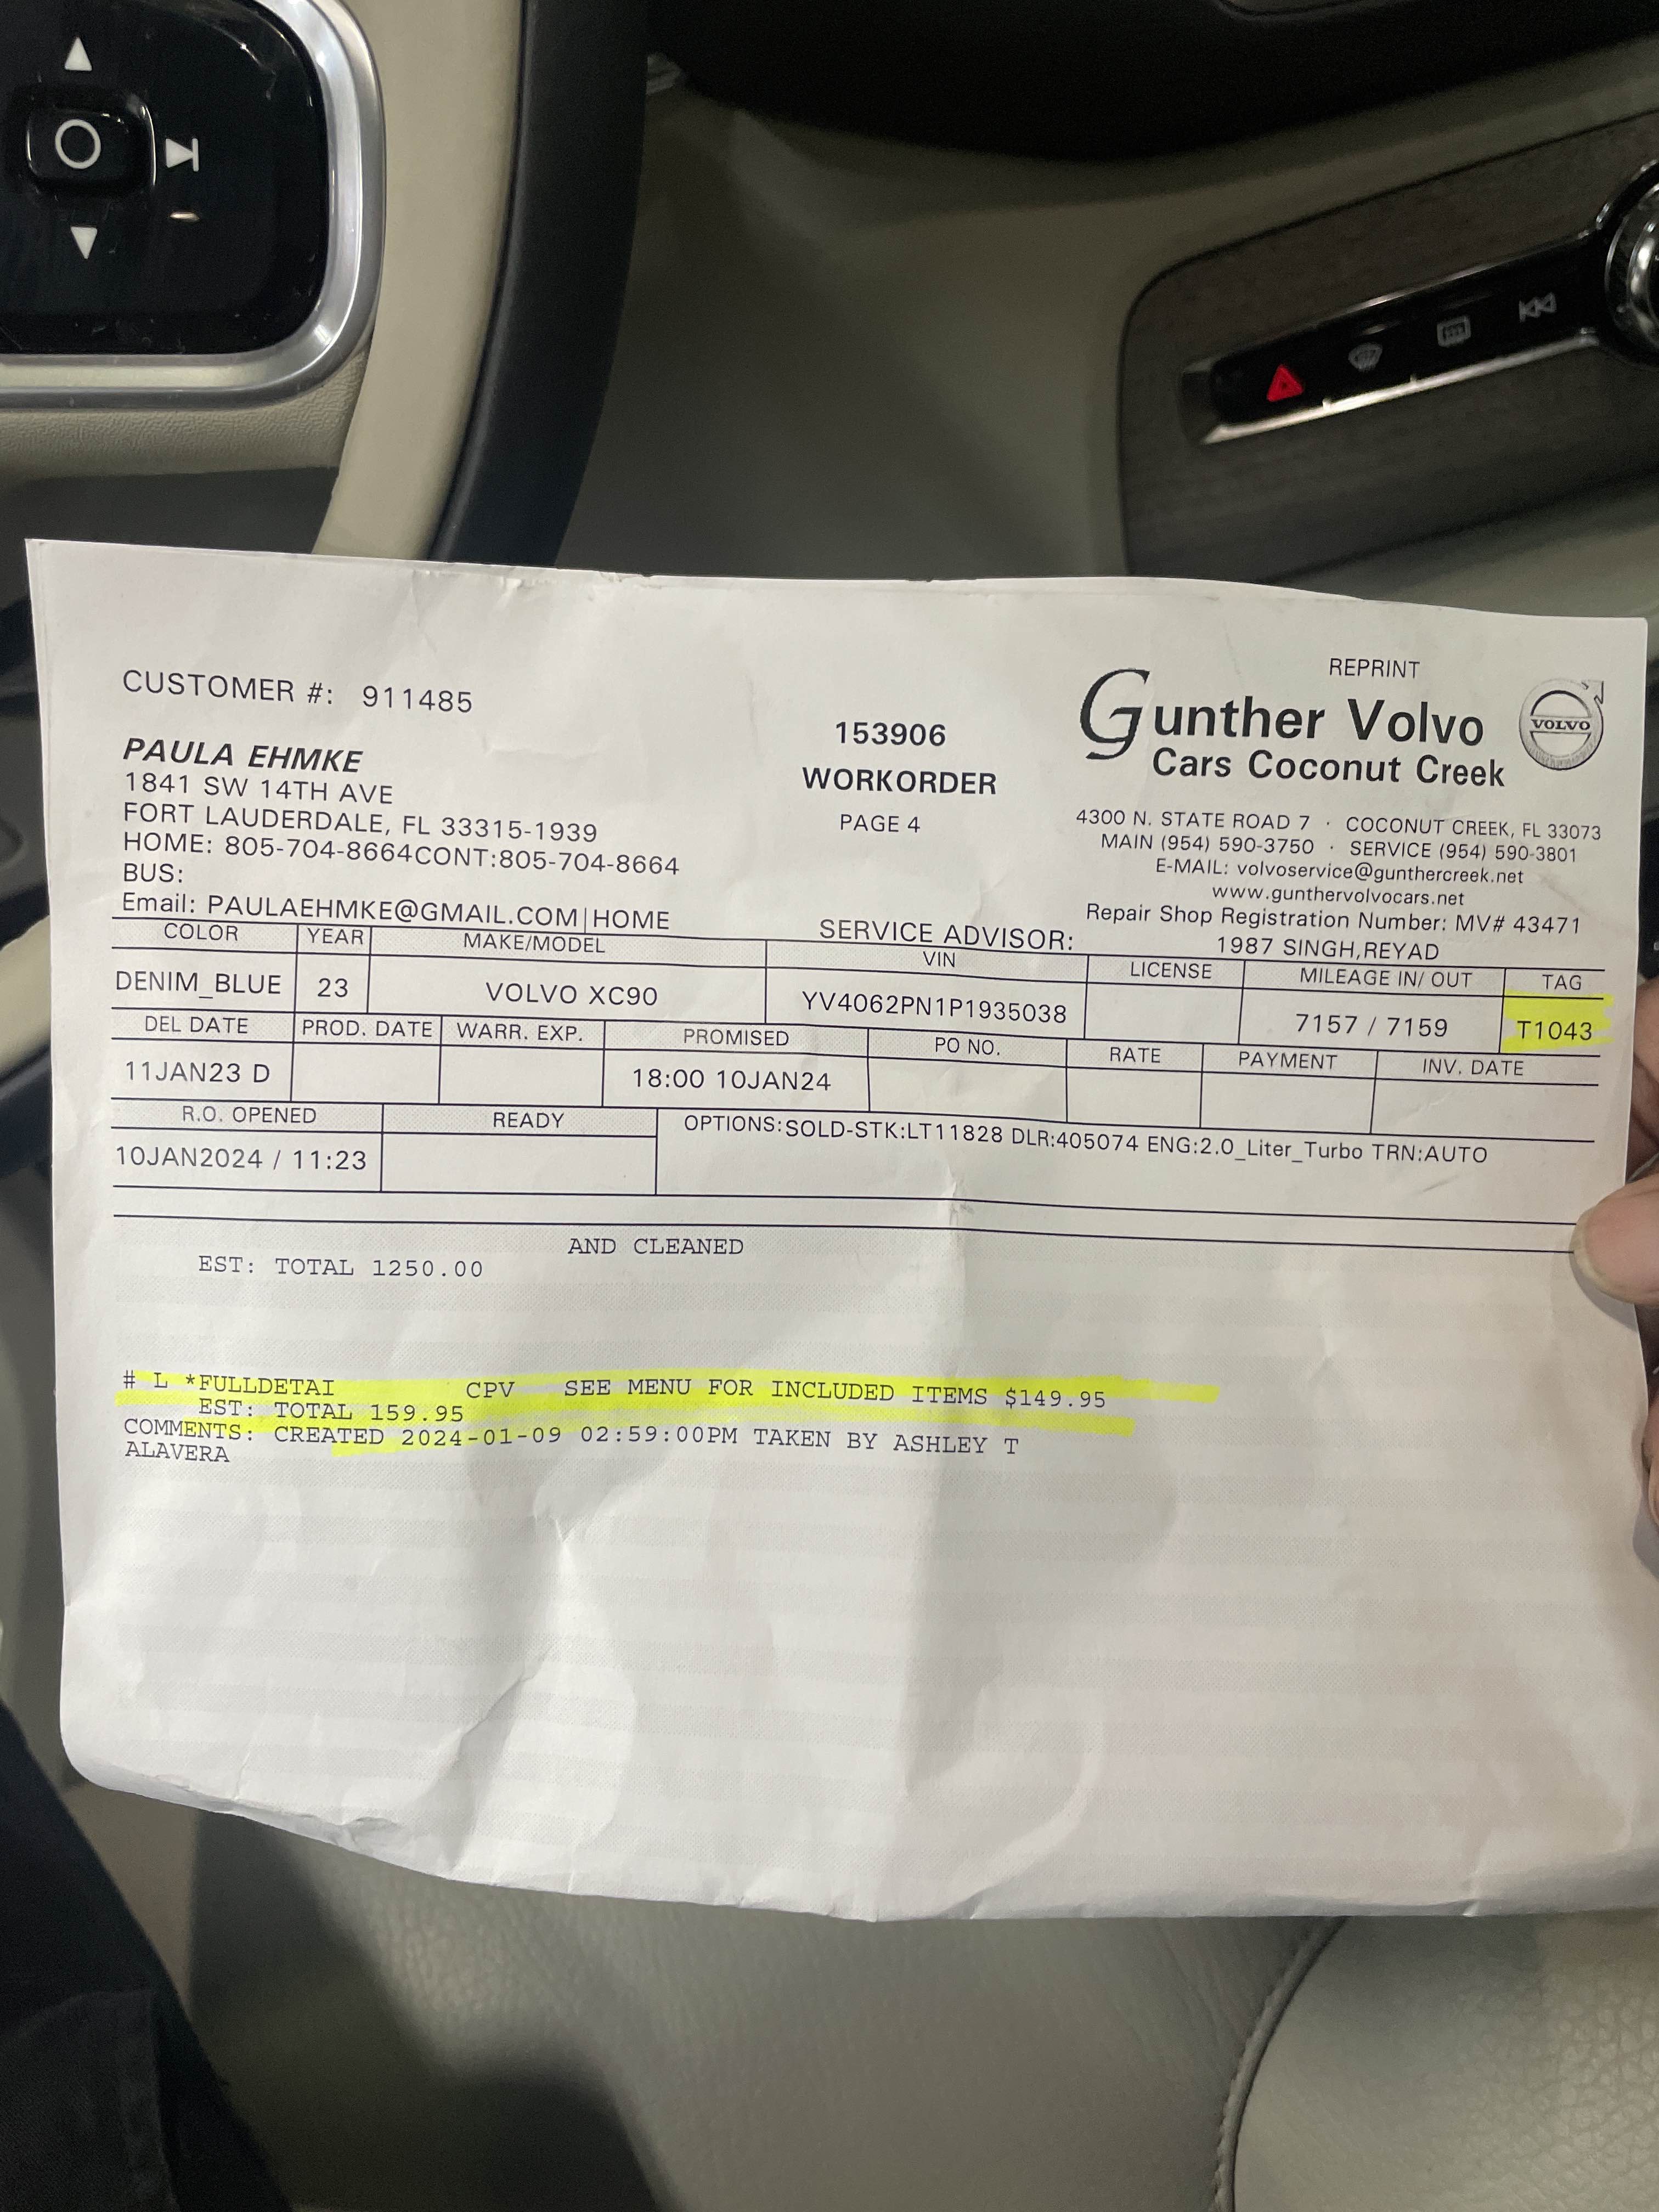 REPRINT
CUSTOMER #: 911485
Gunther Volvo
VOLVO
Cars Coconut Creek
153906
WORKORDER
PAGE 4
PAULA EHMKE
1841 SW 14TH AVE
FORT LAUDERDALE, FL 33315-1939
HOME: 805-704-8664CONT:805-704-8664
BUS:
Email: PAULAEHMKE@GMAIL.COM|HOME
4300 N. STATE ROAD 7 · COCONUT CREEK, FL 33073
MAIN (954) 590-3750 · SERVICE (954) 590-3801
E-MAIL: volvoservice@gunthercreek.net
www.gunthervolvocars.net
Repair Shop Registration Number: MV# 43471
SERVICE ADVISOR: 1987 SINGH,REYAD
COLOR YEAR MAKE/MODEL VIN LICENSE MILEAGE IN/ OUT TAG
DENIM_BLUE 23 VOLVO XC90 YV4062PN1P1935038 7157 / 7159 T1043
DEL DATE PROD. DATE WARR. EXP. PROMISED PO NO. RATE PAYMENT INV. DATE
11JAN23 D 18:00 10JAN24
R.O. OPENED READY OPTIONS:SOLD-STK:LT11828 DLR:405074 ENG:2.0_Liter_Turbo TRN:AUTO
10JAN2024 / 11:23
AND CLEANED
EST: TOTAL 1250.00
# L *FULLDETAI CPV SEE MENU FOR INCLUDED ITEMS $149.95
EST: TOTAL 159.95
COMMENTS: CREATED 2024-01-09 02:59:00PM TAKEN BY ASHLEY T
ALAVERA